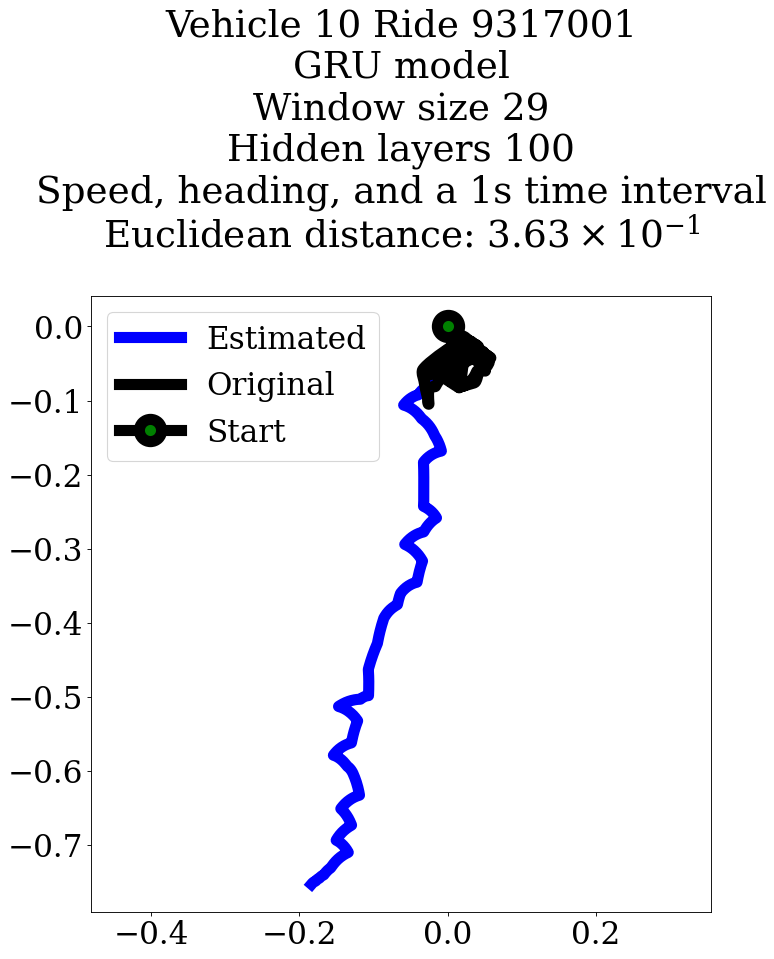 Vehicle 10 Ride 9317001
GRU model
Window size 29
Hidden layers 100
Speed, heading, and a 1s time interval
Euclidean distance: 3.63 × 10⁻¹
Estimated
Original
Start
0.0
−0.1
−0.2
−0.3
−0.4
−0.5
−0.6
−0.7
−0.4 −0.2 0.0 0.2